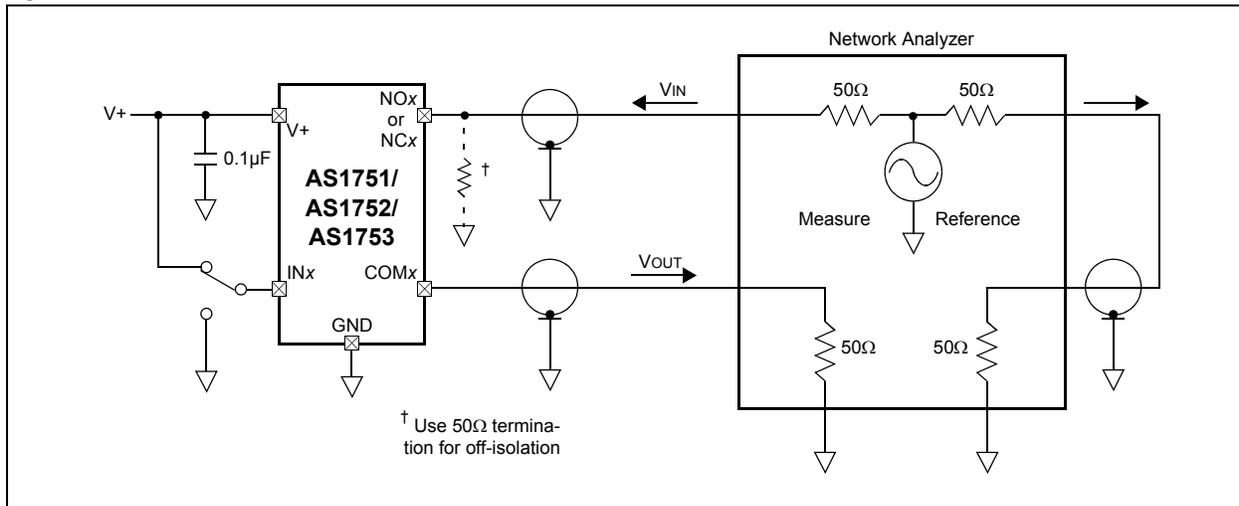 Network Analyzer
V+
0.1µF
V+
NOx
or
NCx
AS1751/
AS1752/
AS1753
INx
COMx
GND
†
VIN
VOUT
50Ω
50Ω
Measure
Reference
50Ω
50Ω
† Use 50Ω termina-
tion for off-isolation